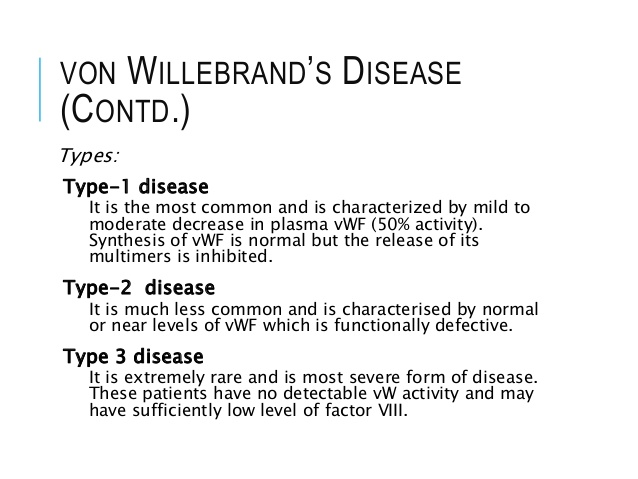 VON WILLEBRAND'S DISEASE
(CONTD.)
Types:
Type-1 disease
It is the most common and is characterized by mild to
moderate decrease in plasma vWF (50% activity).
Synthesis of vWF is normal but the release of its
multimers is inhibited.
Type-2 disease
It is much less common and is characterised by normal
or near levels of vWF which is functionally defective.
Type 3 disease
It is extremely rare and is most severe form of disease.
These patients have no detectable vW activity and may
have sufficiently low level of factor VIII.